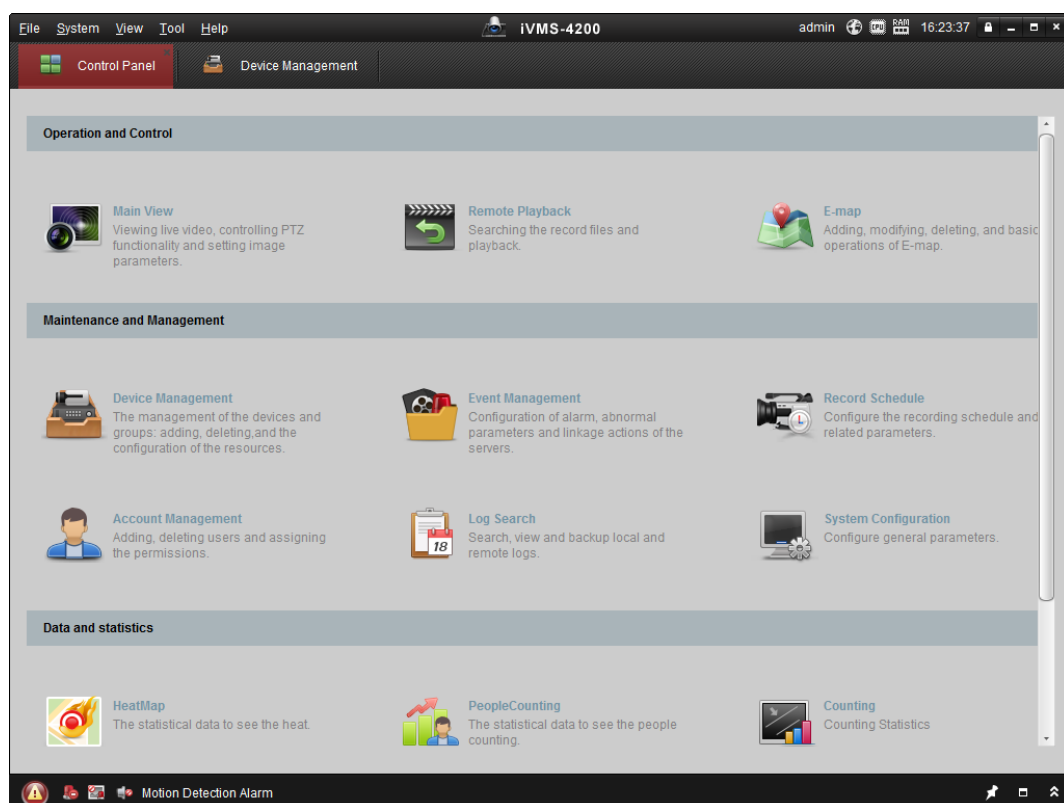 File System View Tool Help iVMS-4200 admin CPU RAM 16:23:37
Control Panel Device Management
Operation and Control
Main View
Viewing live video, controlling PTZ
functionality and setting image
parameters.
Remote Playback
Searching the record files and
playback.
E-map
Adding, modifying, deleting, and basic
operations of E-map.
Maintenance and Management
Device Management
The management of the devices and
groups: adding, deleting,and the
configuration of the resources.
Event Management
Configuration of alarm, abnormal
parameters and linkage actions of the
servers.
Record Schedule
Configure the recording schedule and
related parameters.
Account Management
Adding, deleting users and assigning
the permissions.
18
Log Search
Search, view and backup local and
remote logs.
System Configuration
Configure general parameters.
Data and statistics
HeatMap
The statistical data to see the heat.
PeopleCounting
The statistical data to see the people
counting.
Counting
Counting Statistics
Motion Detection Alarm